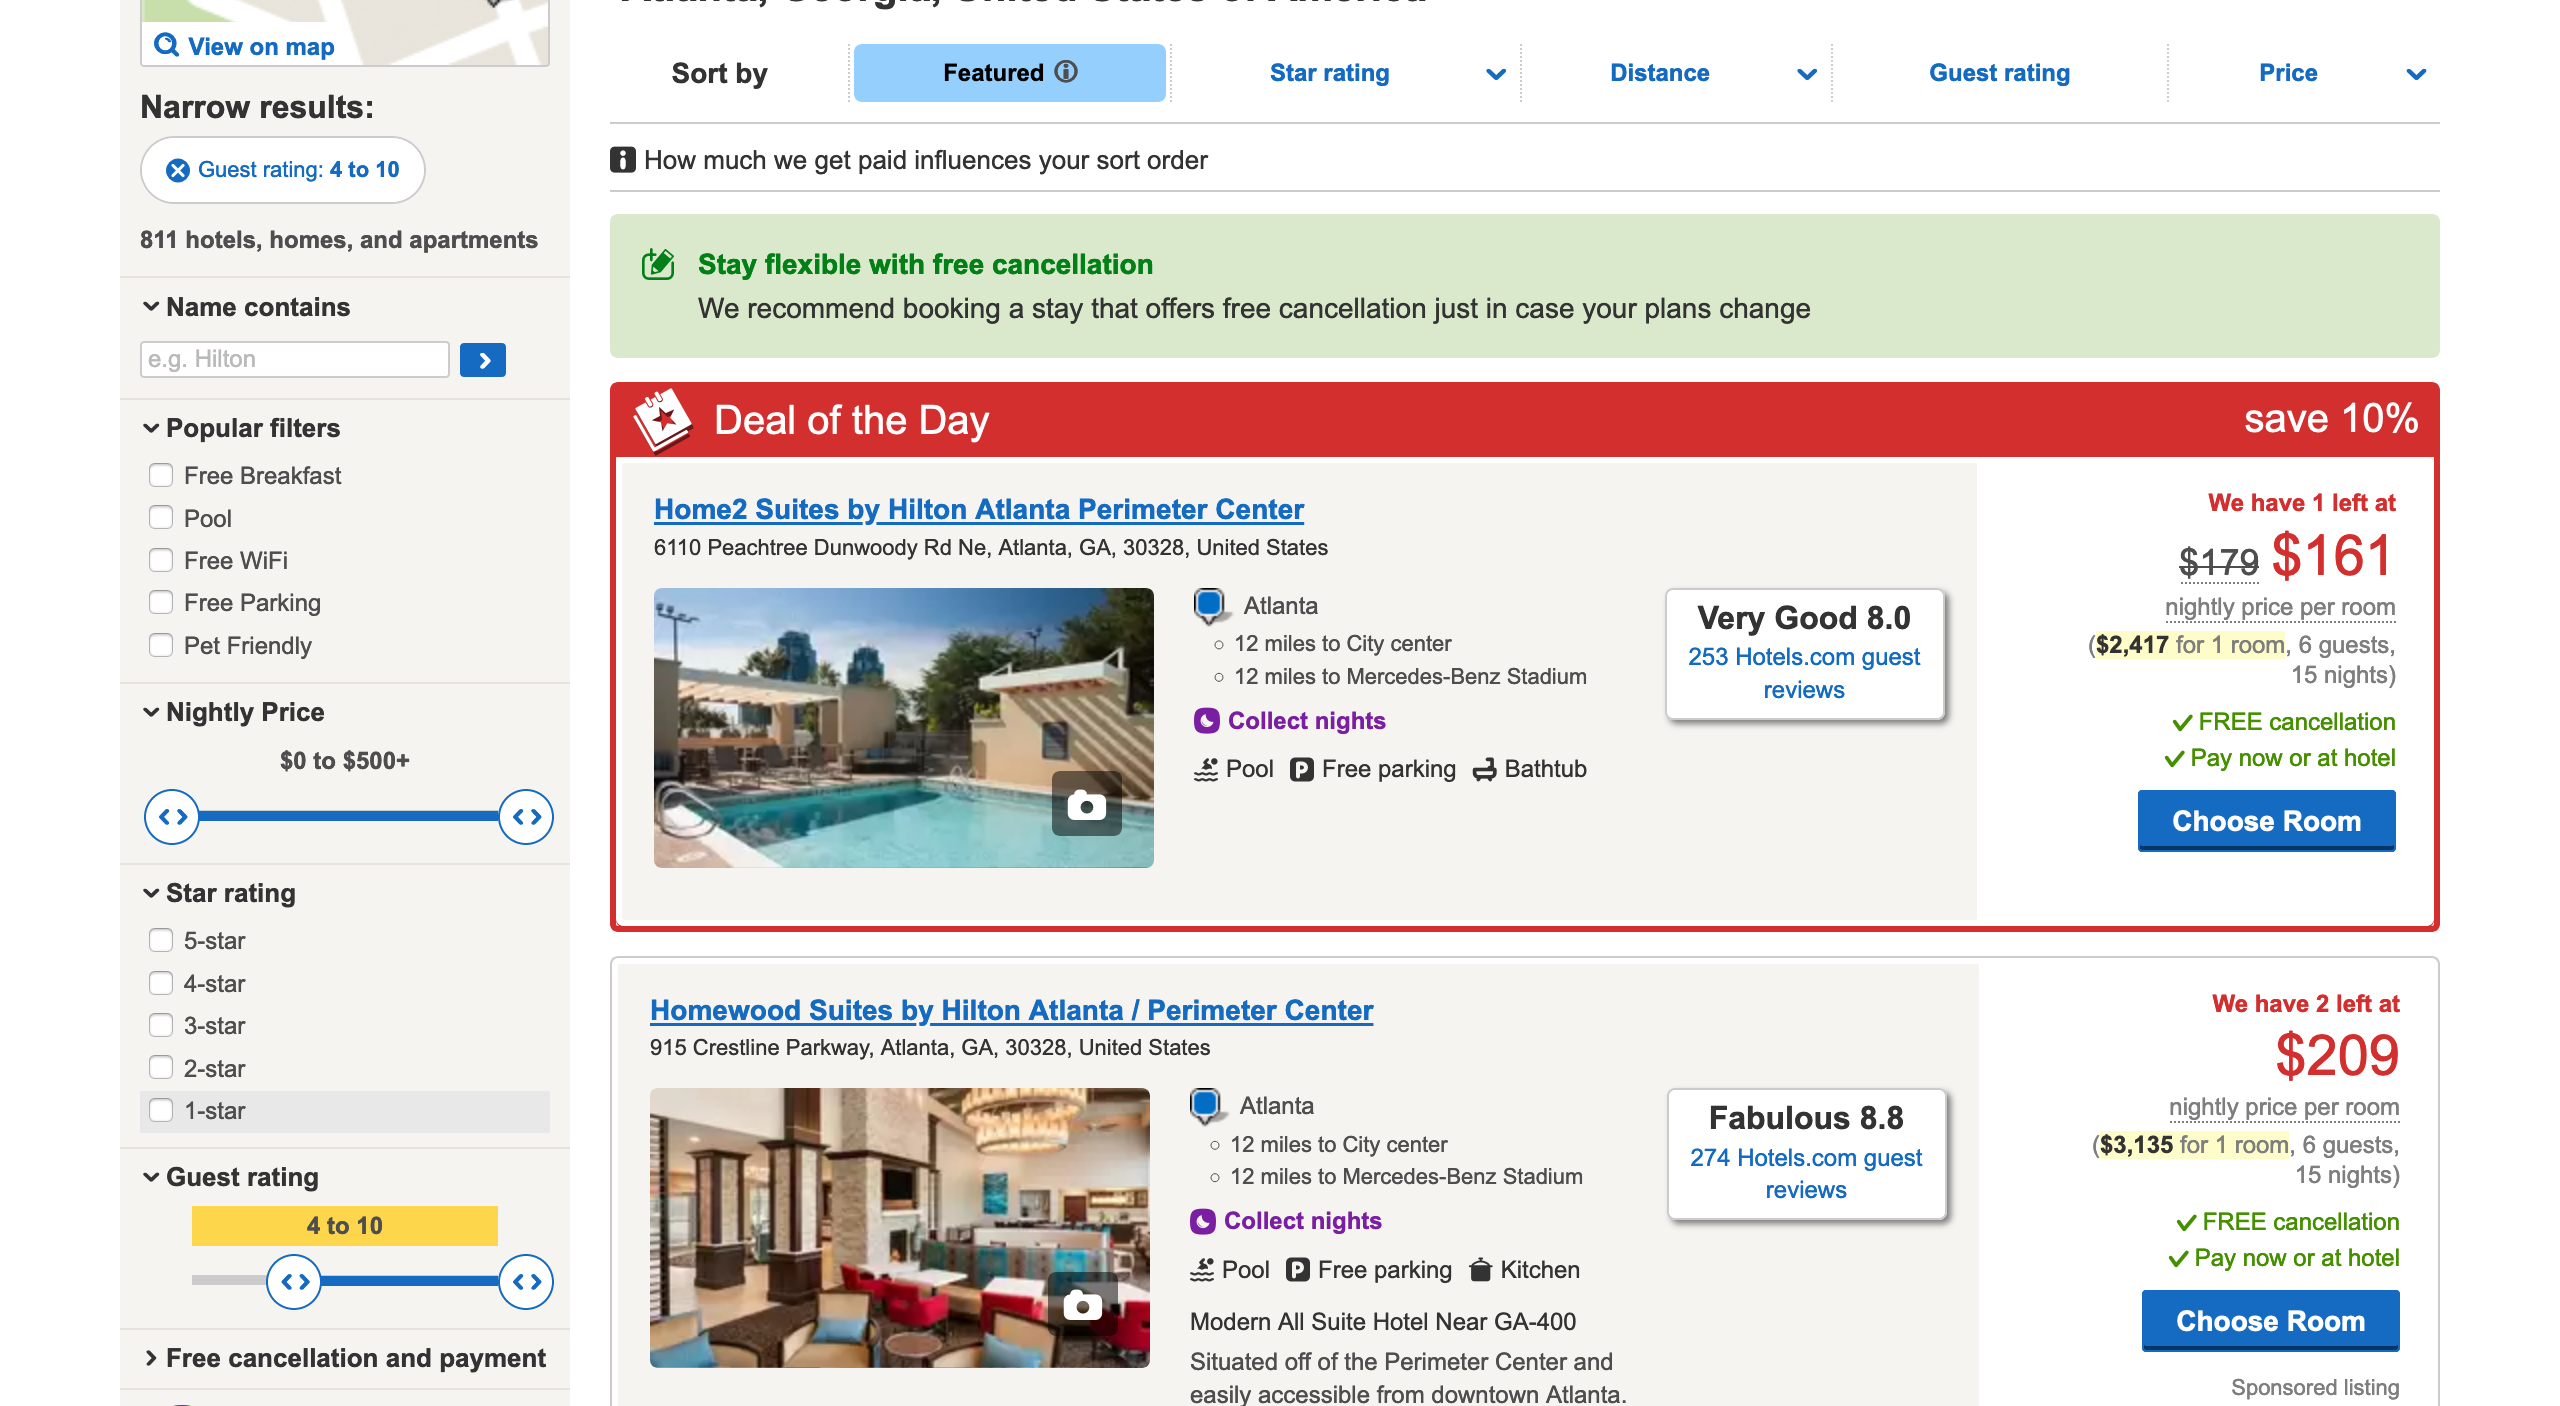 Atlanta, Georgia, United States of America
View on map
Narrow results:
Guest rating: 4 to 10
811 hotels, homes, and apartments
Name contains
e.g. Hilton
Popular filters
Free Breakfast
Pool
Free WiFi
Free Parking
Pet Friendly
Nightly Price
$0 to $500+
Star rating
5-star
4-star
3-star
2-star
1-star
Guest rating
4 to 10
Free cancellation and payment
Sort by
Featured
Star rating
Distance
Guest rating
Price
How much we get paid influences your sort order
Stay flexible with free cancellation
We recommend booking a stay that offers free cancellation just in case your plans change
Deal of the Day
save 10%
Home2 Suites by Hilton Atlanta Perimeter Center
6110 Peachtree Dunwoody Rd Ne, Atlanta, GA, 30328, United States
Atlanta
12 miles to City center
12 miles to Mercedes-Benz Stadium
Collect nights
Pool Free parking Bathtub
Very Good 8.0
253 Hotels.com guest
reviews
We have 1 left at
$179 $161
nightly price per room
($2,417 for 1 room, 6 guests,
15 nights)
FREE cancellation
Pay now or at hotel
Choose Room
Homewood Suites by Hilton Atlanta / Perimeter Center
915 Crestline Parkway, Atlanta, GA, 30328, United States
Atlanta
12 miles to City center
12 miles to Mercedes-Benz Stadium
Collect nights
Pool Free parking Kitchen
Modern All Suite Hotel Near GA-400
Situated off of the Perimeter Center and
easily accessible from downtown Atlanta.
Fabulous 8.8
274 Hotels.com guest
reviews
We have 2 left at
$209
nightly price per room
($3,135 for 1 room, 6 guests,
15 nights)
FREE cancellation
Pay now or at hotel
Choose Room
Sponsored listing